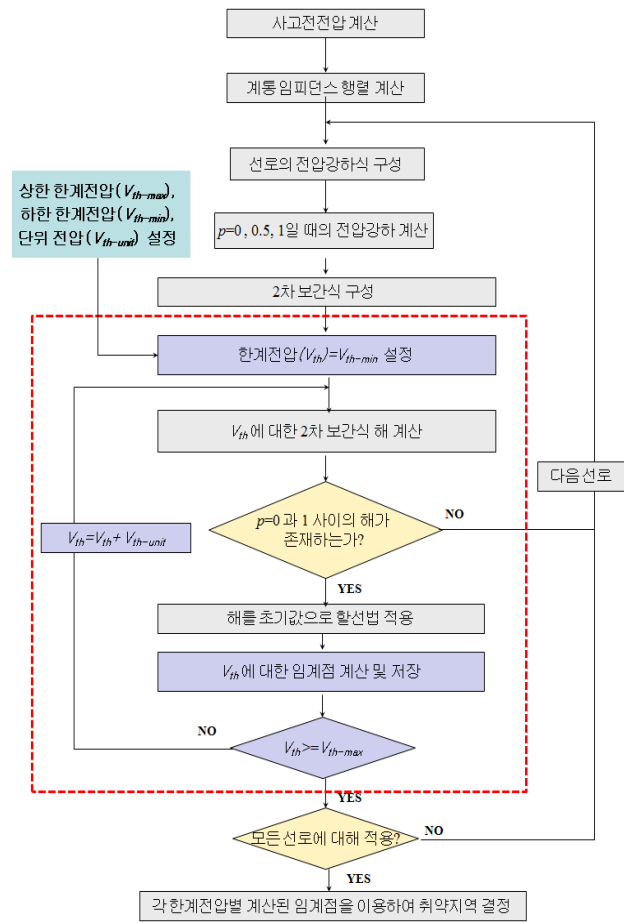 사고전전압 계산
계통임피던스 행렬 계산
선로의 전압강하식 구성
상한 한계전압(Vth-max),
하한 한계전압(Vth-min),
단위 전압(Vth-unit) 설정
p=0, 0.5, 1일 때의 전압강하 계산
2차 보간식 구성
한계전압(Vth)=Vth-min 설정
Vth에 대한 2차 보간식 해 계산
다음 선로
p=0과 1 사이의 해가
존재하는가?
NO
Vth=Vth+ Vth-unit
YES
해를 초기값으로 할선법 적용
Vth에 대한 임계점 계산 및 저장
NO
Vth>=Vth-max
YES
모든 선로에 대해 적용?
NO
YES
각 한계전압별 계산된 임계점을 이용하여 취약지역 결정